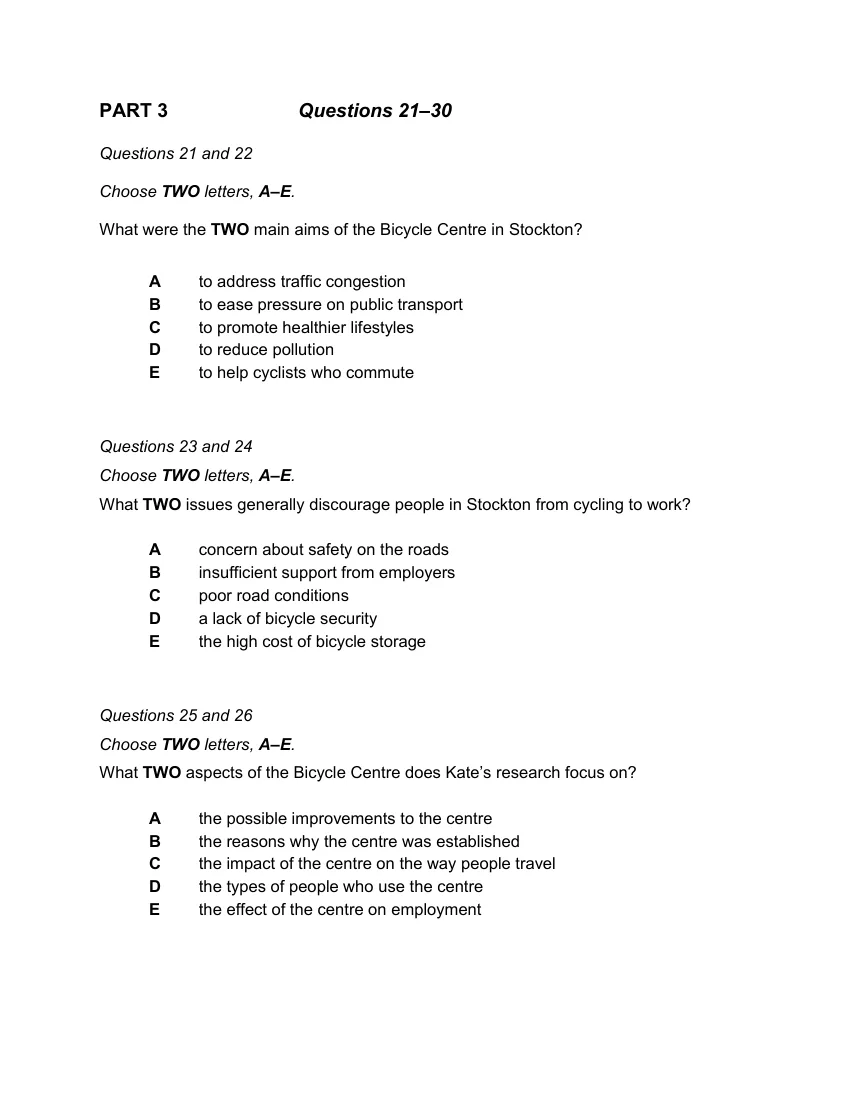 PART 3 Questions 21–30
Questions 21 and 22
Choose TWO letters, A–E.
What were the TWO main aims of the Bicycle Centre in Stockton?
A to address traffic congestion
B to ease pressure on public transport
C to promote healthier lifestyles
D to reduce pollution
E to help cyclists who commute
Questions 23 and 24
Choose TWO letters, A–E.
What TWO issues generally discourage people in Stockton from cycling to work?
A concern about safety on the roads
B insufficient support from employers
C poor road conditions
D a lack of bicycle security
E the high cost of bicycle storage
Questions 25 and 26
Choose TWO letters, A–E.
What TWO aspects of the Bicycle Centre does Kate’s research focus on?
A the possible improvements to the centre
B the reasons why the centre was established
C the impact of the centre on the way people travel
D the types of people who use the centre
E the effect of the centre on employment